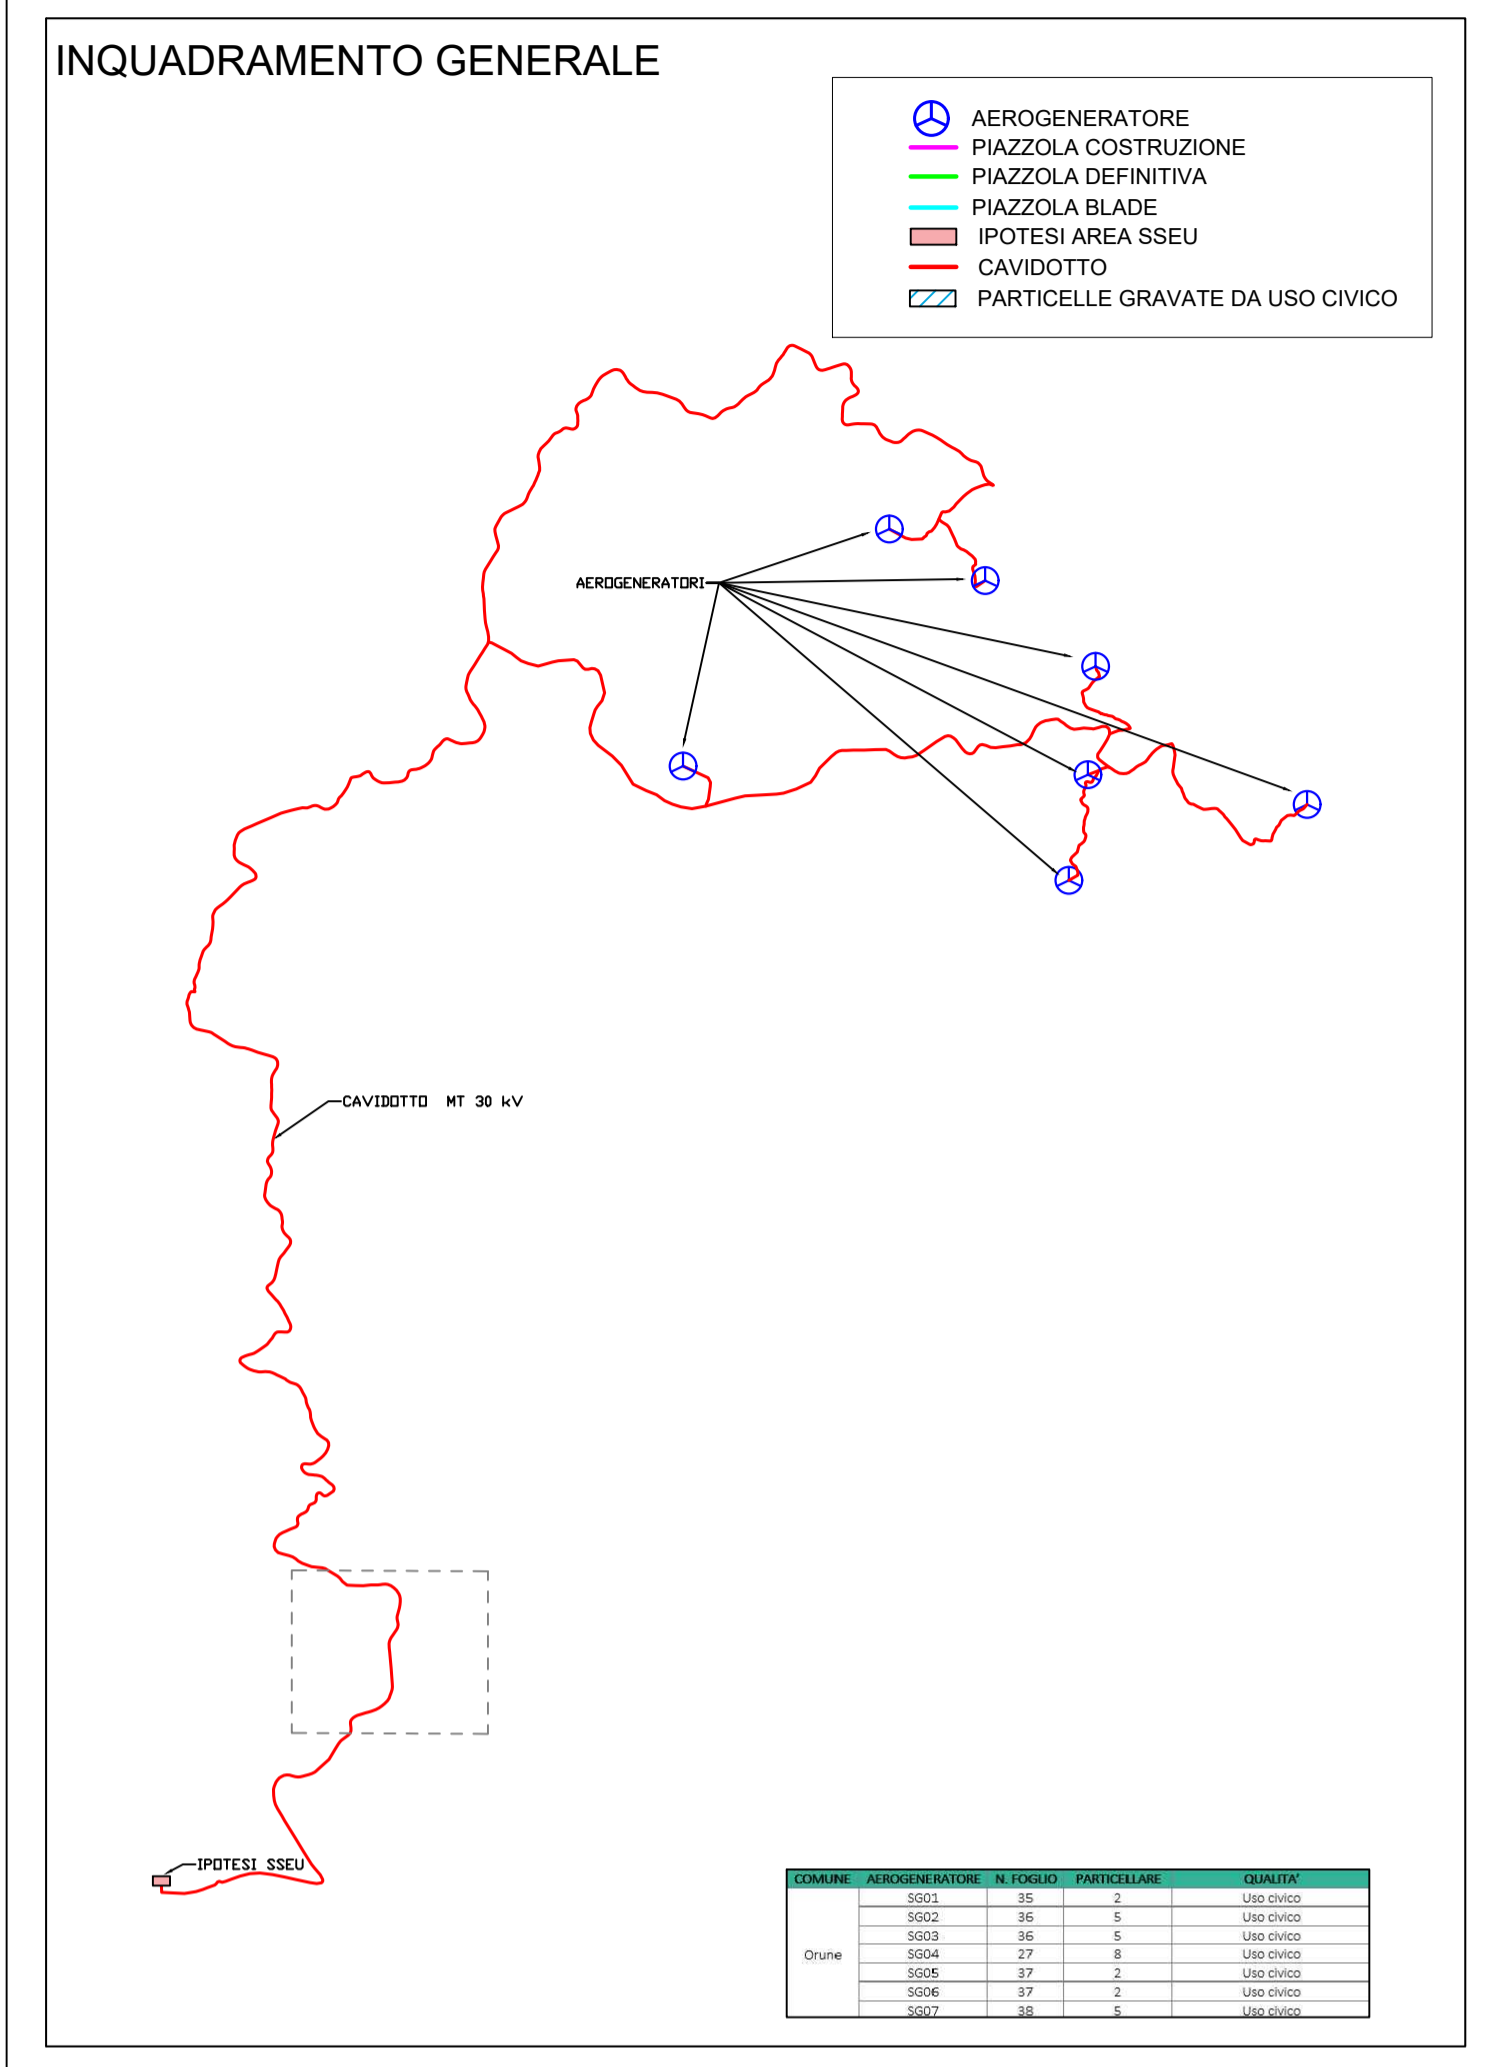 INQUADRAMENTO GENERALE
AEROGENERATORE
PIAZZOLA COSTRUZIONE
PIAZZOLA DEFINITIVA
PIAZZOLA BLADE
IPOTESI AREA SSEU
CAVIDOTTO
PARTICELLE GRAVATE DA USO CIVICO
AEROGENERATORI
CAVIDOTTO MT 30 kV
IPOTESI SSEU
COMUNE AEROGENERATORE N. FOGLIO PARTICELLARE QUALITA'
SG01 35 2 Uso civico
SG02 36 5 Uso civico
SG03 36 5 Uso civico
Orune SG04 27 8 Uso civico
SG05 37 2 Uso civico
SG06 37 2 Uso civico
SG07 38 5 Uso civico